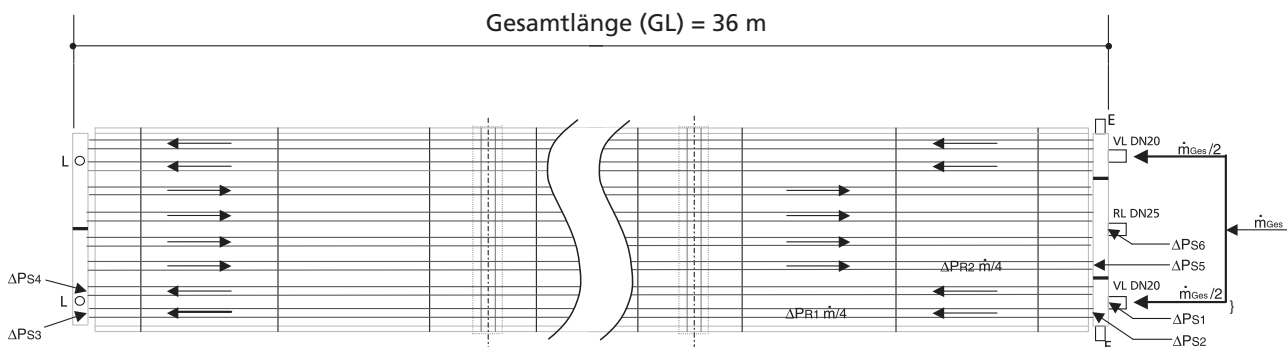 Gesamtlänge (GL) = 36 m
E
VL DN20
ṁGes/2
L
RL DN25
ṁGes
ΔPS6
ΔPR2 ṁ/4
ΔPS5
ΔPS4
L
VL DN20
ṁGes/2
}
ΔPS3
ΔPR1 ṁ/4
ΔPS1
ΔPS2
E